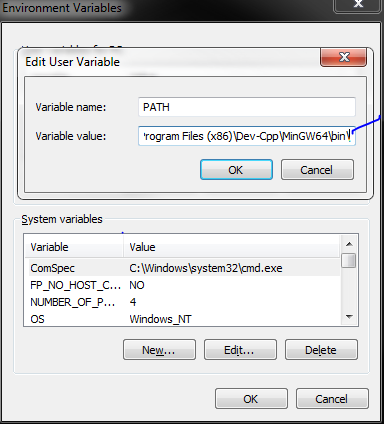 Environment Variables
Edit User Variable
Variable name:
PATH
Variable value:
rogram Files (x86)\Dev-Cpp\MinGW64\bin\
OK
Cancel
System variables
Variable
Value
ComSpec
C:\Windows\system32\cmd.exe
FP_NO_HOST_C...
NO
NUMBER_OF_P...
4
OS
Windows_NT
New...
Edit...
Delete
OK
Cancel